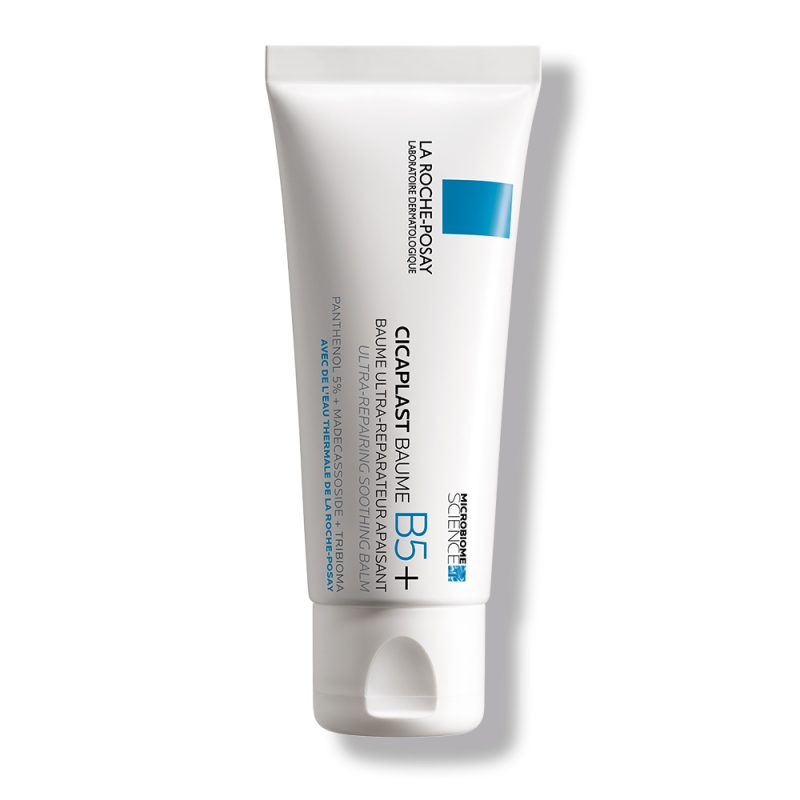 LA ROCHE-POSAY
LABORATOIRE DERMATOLOGIQUE
CICAPLAST BAUME B5+
BAUME ULTRA-REPARATEUR APAISANT
ULTRA-REPAIRING SOOTHING BALM
PANTHENOL 5% + MADECASSOSIDE + TRIBIOMA
AVEC DE L'EAU THERMALE DE LA ROCHE-POSAY
MICROBIOME
SCIENCE